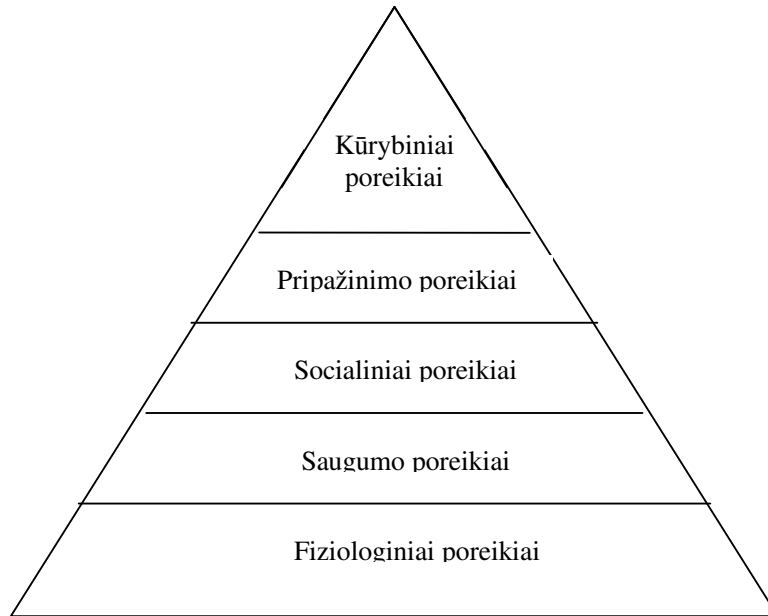 Kūrybiniai
poreikiai
Pripažinimo poreikiai
Socialiniai poreikiai
Saugumo poreikiai
Fiziologiniai poreikiai